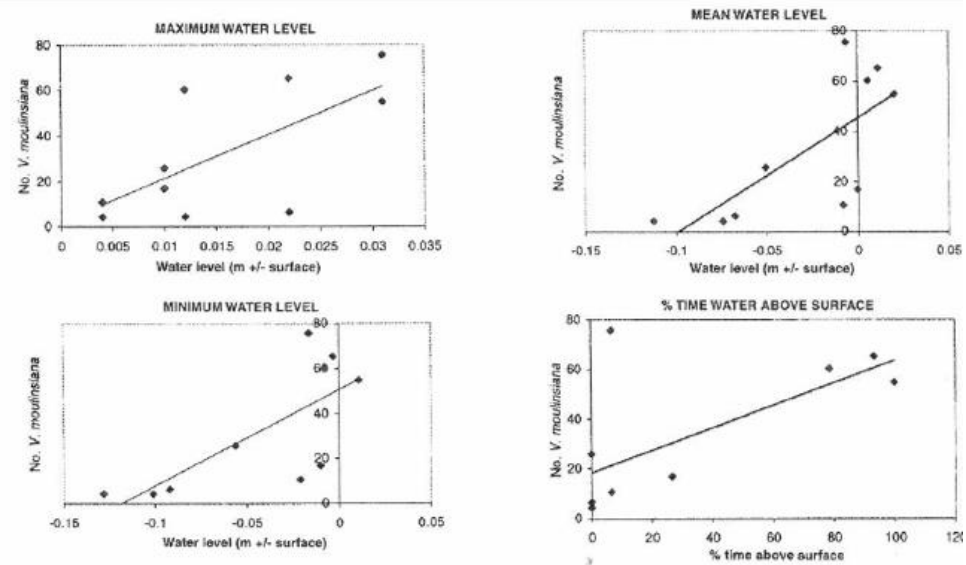 MAXIMUM WATER LEVEL
80
60
40
20
0
No. V. moulinsiana
0 0.005 0.01 0.015 0.02 0.025 0.03 0.035
Water level (m +/- surface)
MEAN WATER LEVEL
80
60
40
20
0
No. V. moulinsiana
-0.15 -0.1 -0.05 0 0.05
Water level (m +/- surface)
MINIMUM WATER LEVEL
80
60
40
20
0
No. V. moulinsiana
-0.15 -0.1 -0.05 0 0.05
Water level (m +/- surface)
% TIME WATER ABOVE SURFACE
80
60
40
20
0
No. V. moulinsiana
0 20 40 60 80 100 120
% time above surface